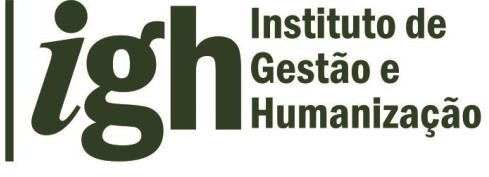 igh
Instituto de
Gestão e
Humanização